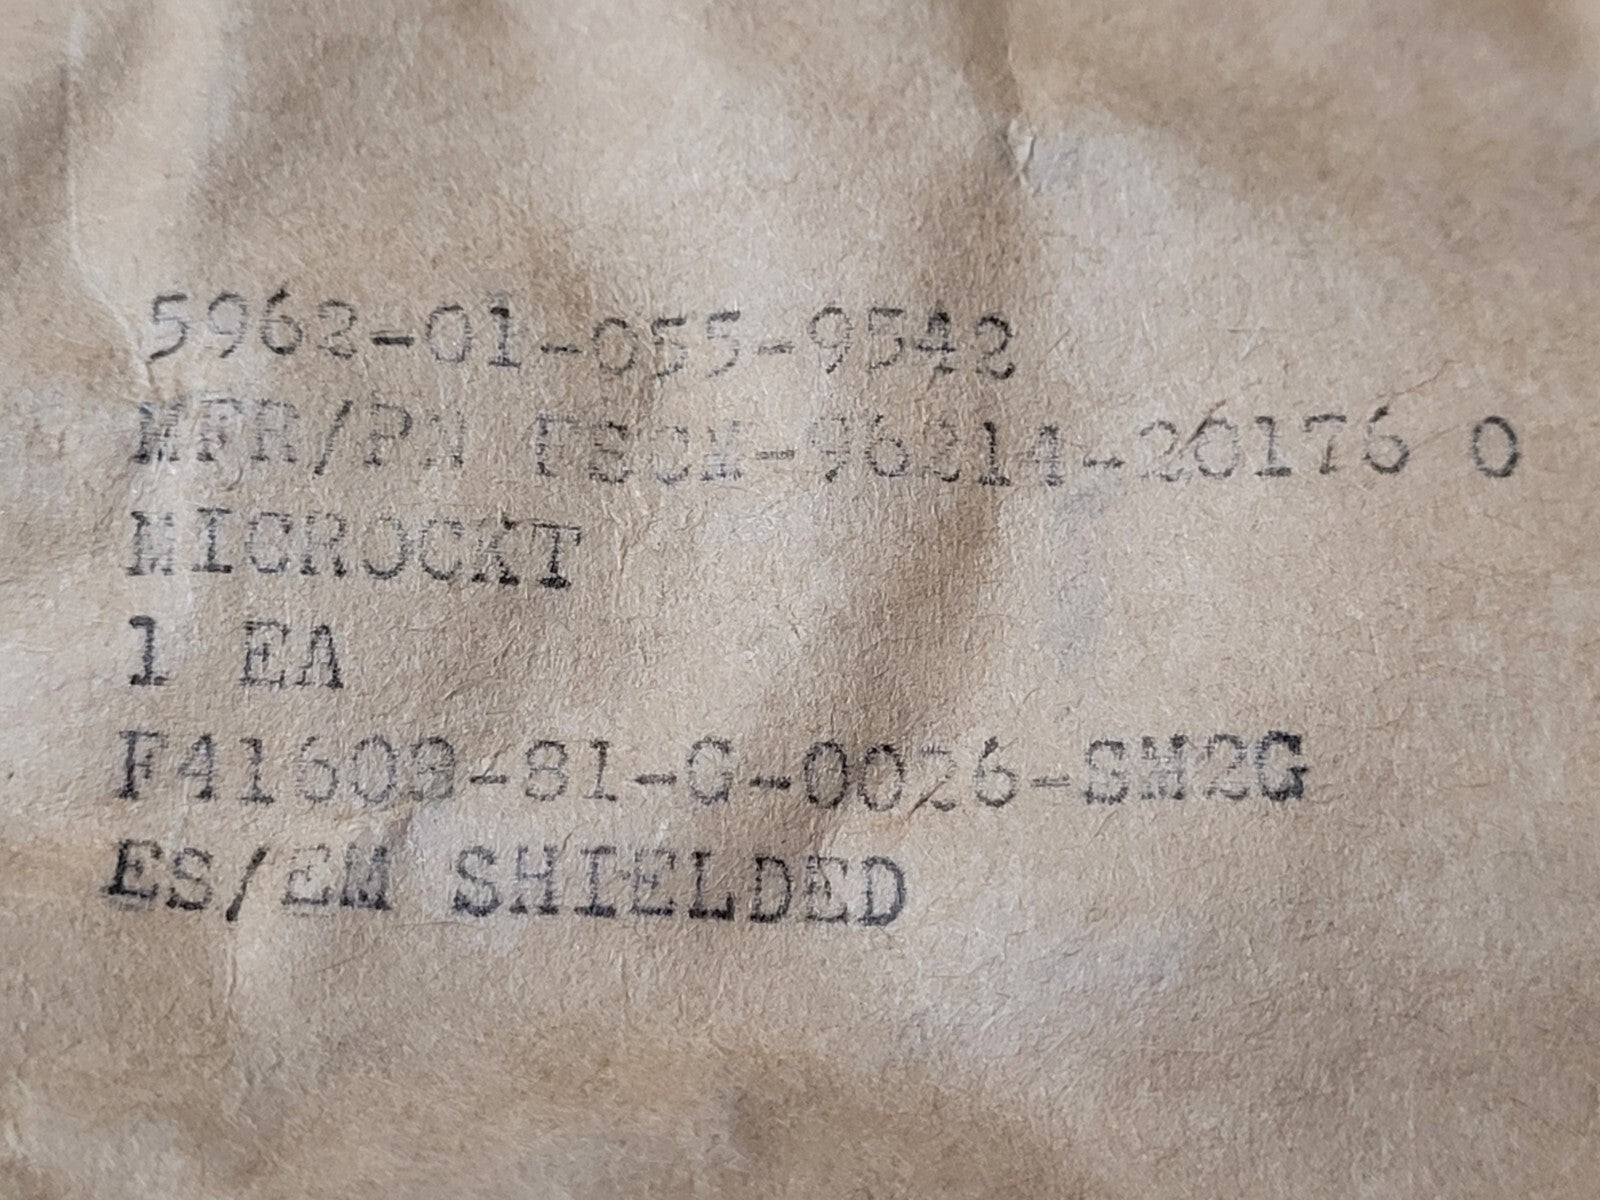 5962-01-055-9542
MFR/PN FSCM-96214-20176 0
MICROCKT
1 EA
F41608-81-G-0026-SM2G
ES/EM SHIELDED